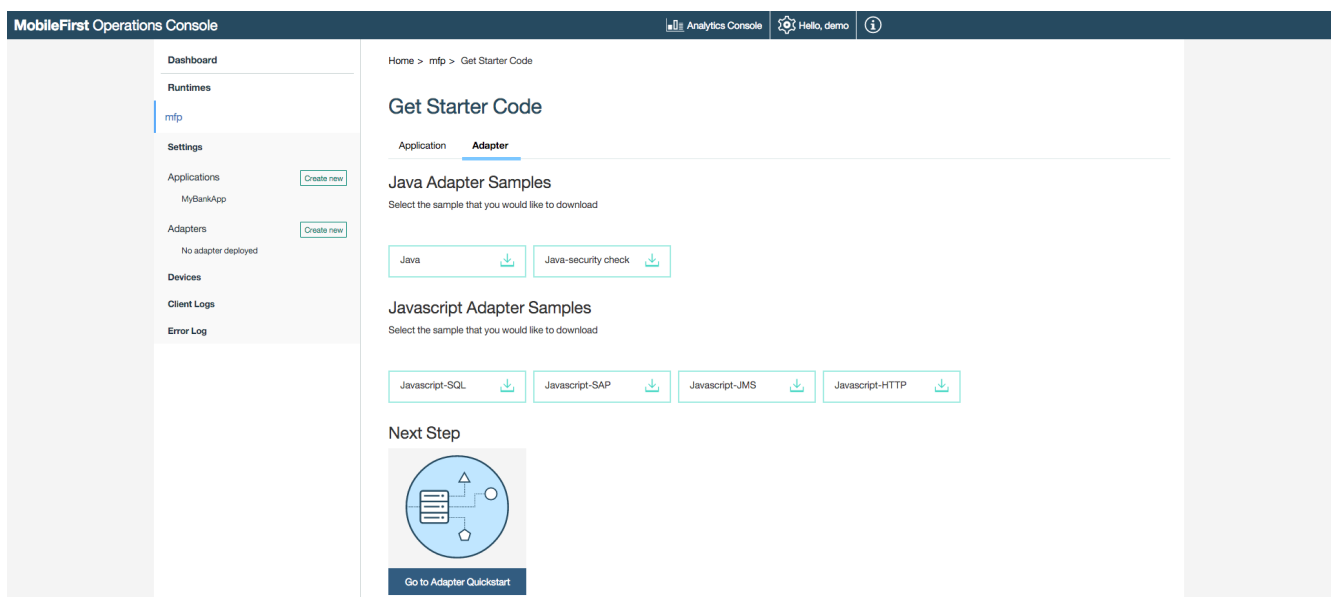 MobileFirst Operations Console
Analytics Console
Hello, demo
Dashboard
Runtimes
mfp
Settings
Applications
Create new
MyBankApp
Adapters
Create new
No adapter deployed
Devices
Client Logs
Error Log
Home > mfp > Get Starter Code
Get Starter Code
Application Adapter
Java Adapter Samples
Select the sample that you would like to download
Java
Java-security check
Javascript Adapter Samples
Select the sample that you would like to download
Javascript-SQL
Javascript-SAP
Javascript-JMS
Javascript-HTTP
Next Step
Go to Adapter Quickstart